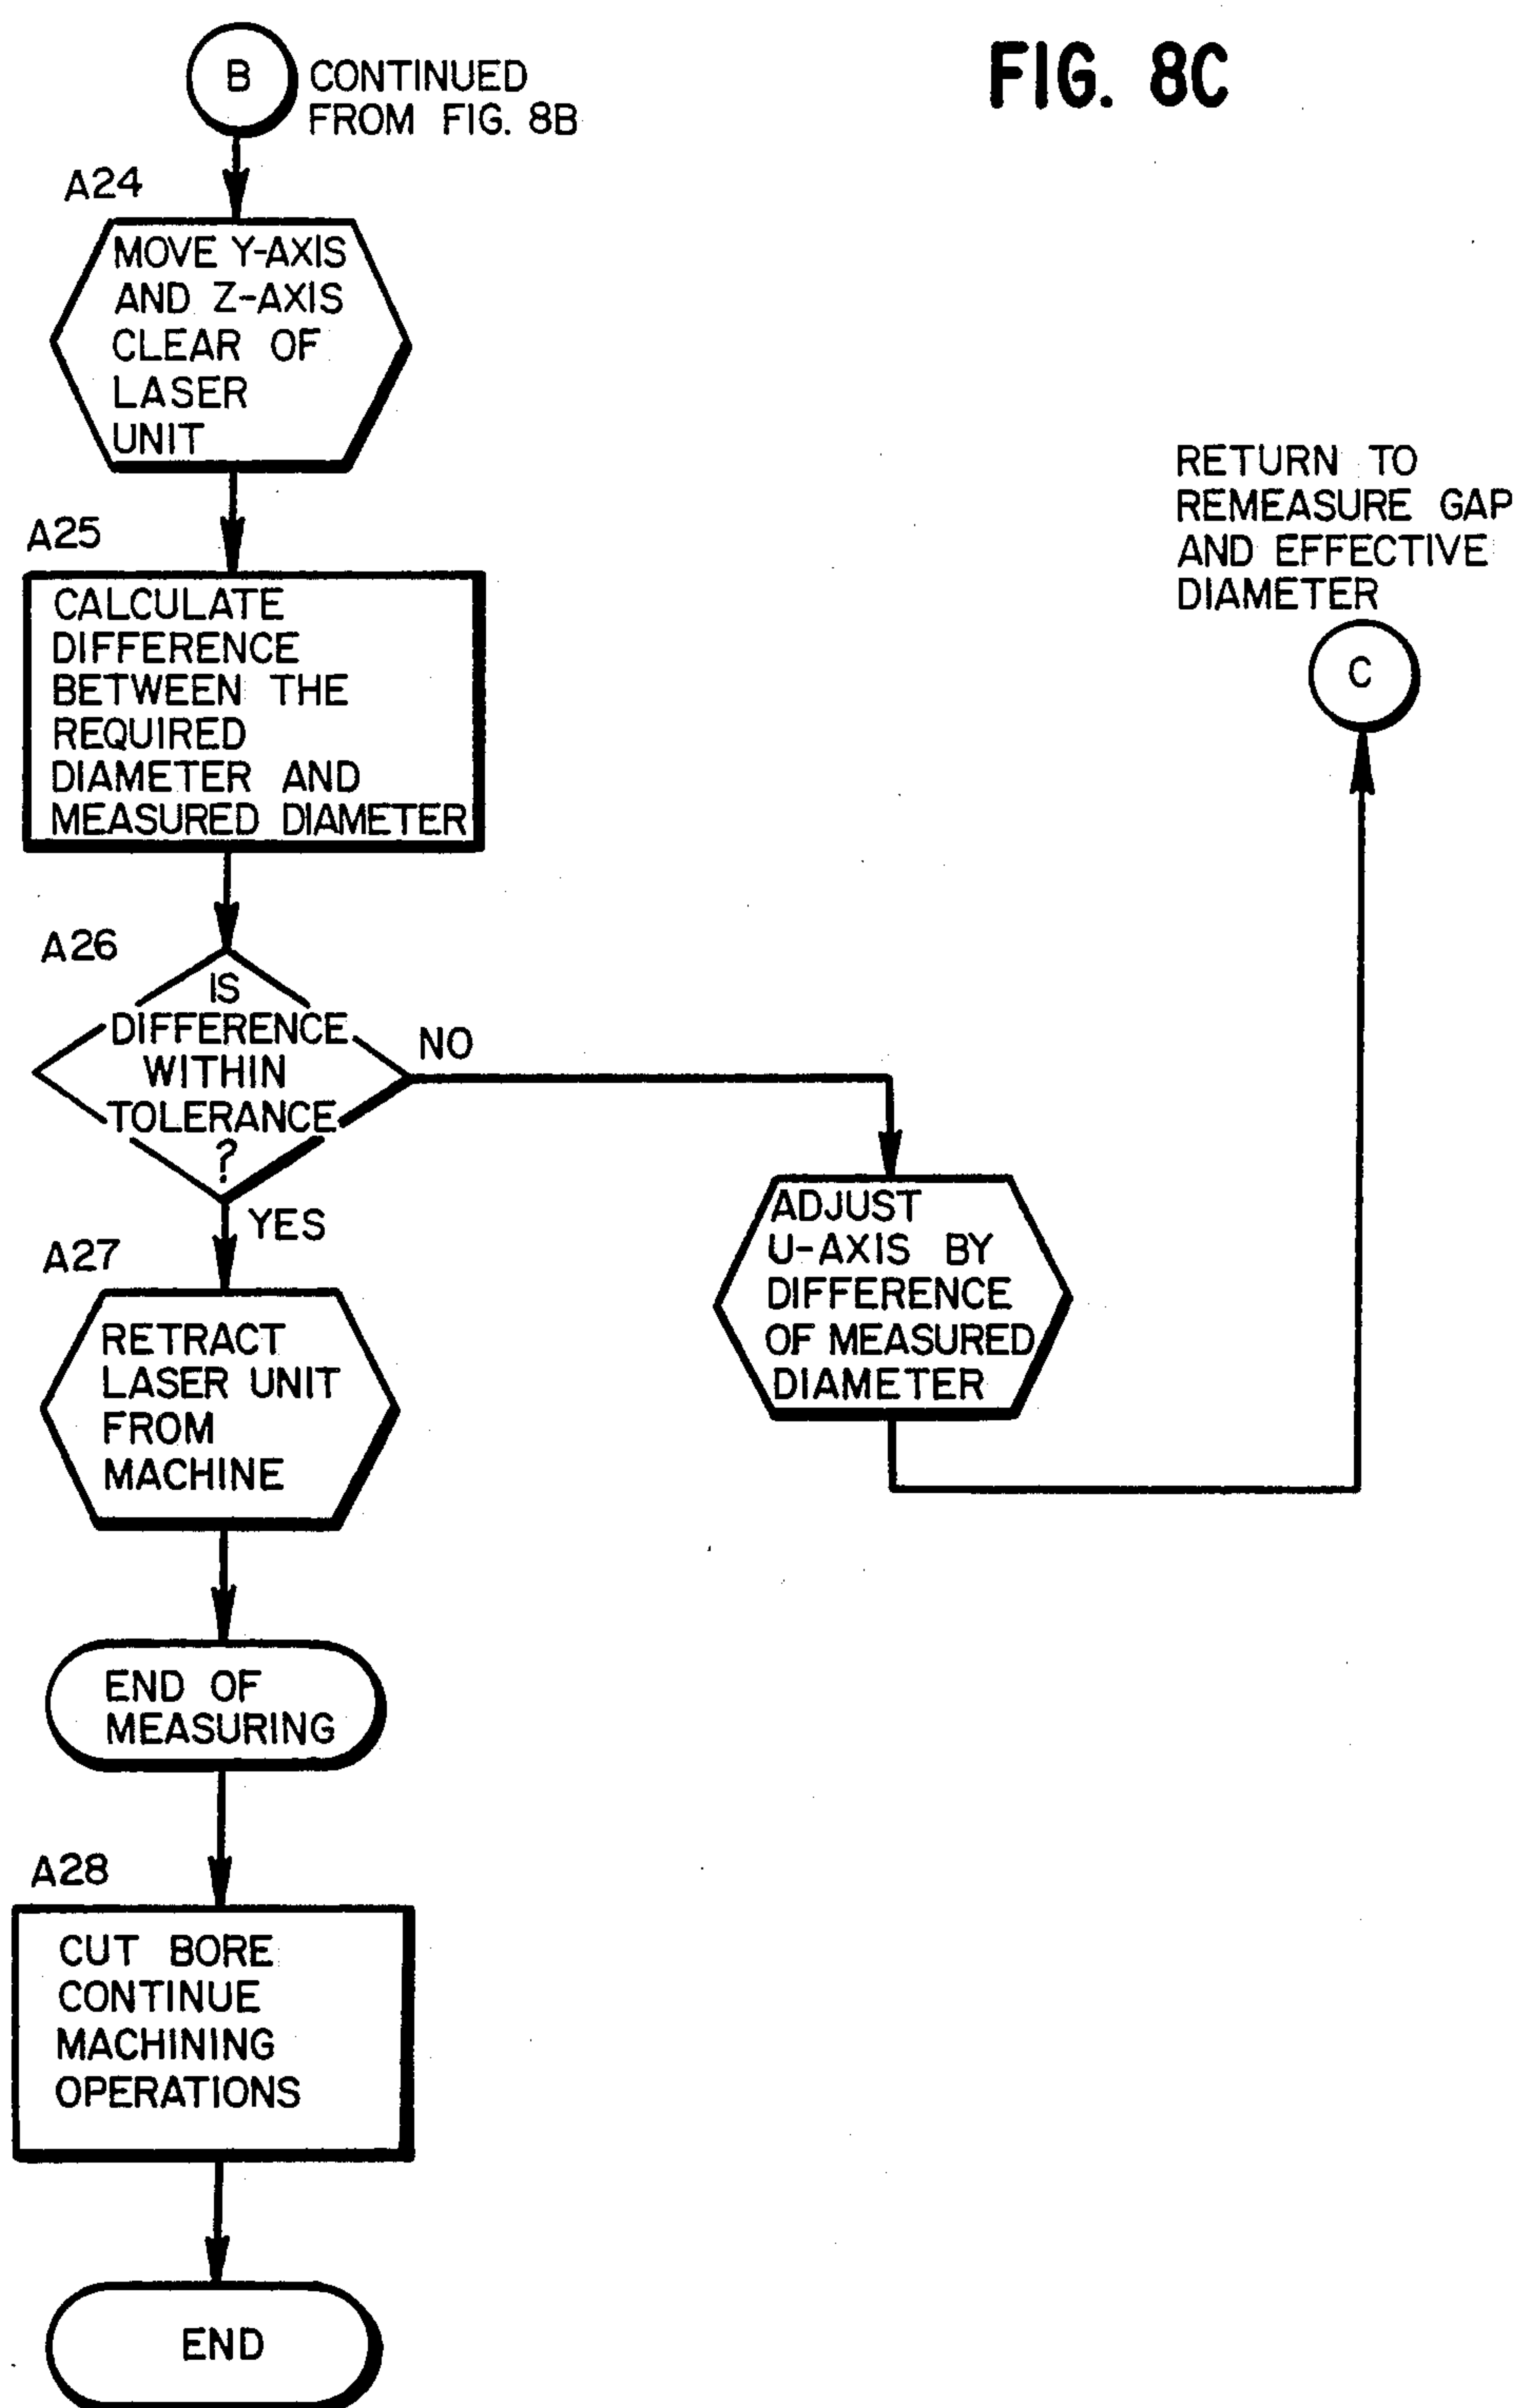 FIG. 8C
B
CONTINUED
FROM FIG. 8B
A24
MOVE Y-AXIS
AND Z-AXIS
CLEAR OF
LASER
UNIT
A25
CALCULATE
DIFFERENCE
BETWEEN THE
REQUIRED
DIAMETER AND
MEASURED DIAMETER
A26
IS
DIFFERENCE
WITHIN
TOLERANCE
?
NO
YES
ADJUST
U-AXIS BY
DIFFERENCE
OF MEASURED
DIAMETER
RETURN TO
REMEASURE GAP
AND EFFECTIVE
DIAMETER
C
A27
RETRACT
LASER UNIT
FROM
MACHINE
END OF
MEASURING
A28
CUT BORE
CONTINUE
MACHINING
OPERATIONS
END